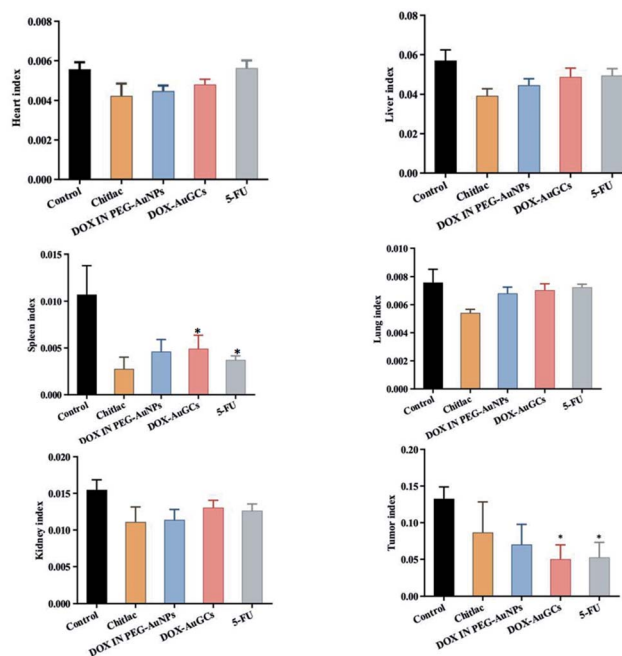 Heart index
0.008
0.006
0.004
0.002
0.000
Control
Chitlac
DOX IN PEG-AuNPs
DOX-AuGCs
5-FU
Liver index
0.08
0.06
0.04
0.02
0.00
Control
Chitlac
DOX IN PEG-AuNPs
DOX-AuGCs
5-FU
Spleen index
0.015
0.010
0.005
0.000
*
*
Control
Chitlac
DOX IN PEG-AuNPs
DOX-AuGCs
5-FU
Lung index
0.010
0.008
0.006
0.004
0.002
0.000
Control
Chitlac
DOX IN PEG-AuNPs
DOX-AuGCs
5-FU
Kidney index
0.020
0.015
0.010
0.005
0.000
Control
Chitlac
DOX IN PEG-AuNPs
DOX-AuGCs
5-FU
Tumor index
0.20
0.15
0.10
0.05
0.00
*
*
Control
Chitlac
DOX IN PEG-AuNPs
DOX-AuGCs
5-FU